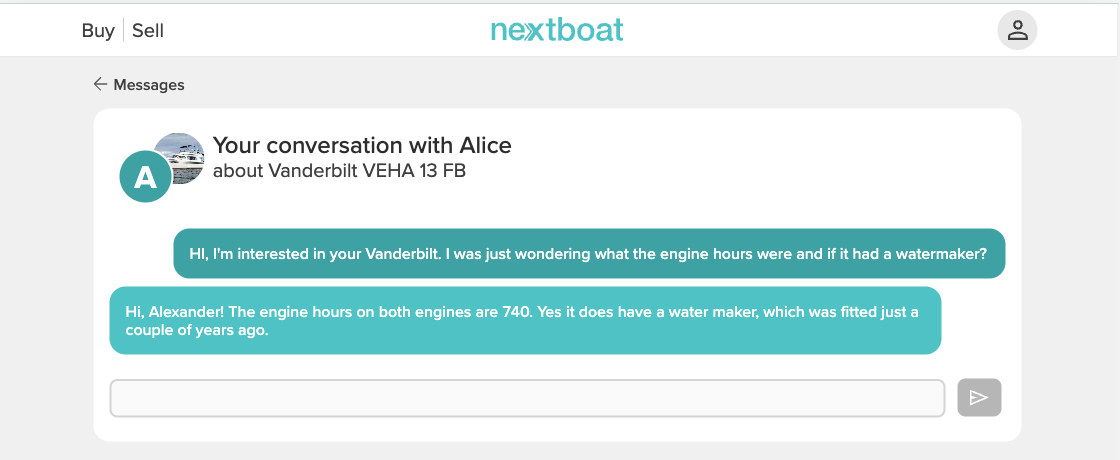 Buy Sell
nextboat
← Messages
A
Your conversation with Alice
about Vanderbilt VEHA 13 FB
HI, I'm interested in your Vanderbilt. I was just wondering what the engine hours were and if it had a watermaker?
Hi, Alexander! The engine hours on both engines are 740. Yes it does have a water maker, which was fitted just a
couple of years ago.